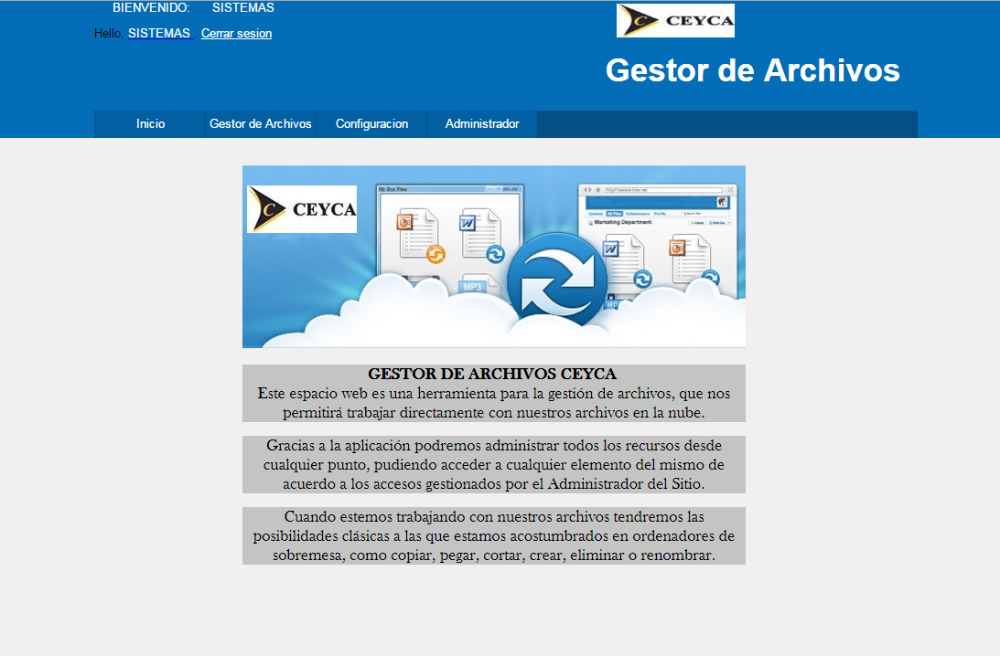 BIENVENIDO: SISTEMAS
Hello, SISTEMAS . Cerrar sesion
C CEYCA
Gestor de Archivos
Inicio Gestor de Archivos Configuracion Administrador
C CEYCA
My Box Files
Updates All Files Collaborators Profile
Marketing Department
W
W
MP3
GESTOR DE ARCHIVOS CEYCA
Este espacio web es una herramienta para la gestión de archivos, que nos
permitirá trabajar directamente con nuestros archivos en la nube.
Gracias a la aplicación podremos administrar todos los recursos desde
cualquier punto, pudiendo acceder a cualquier elemento del mismo de
acuerdo a los accesos gestionados por el Administrador del Sitio.
Cuando estemos trabajando con nuestros archivos tendremos las
posibilidades clásicas a las que estamos acostumbrados en ordenadores de
sobremesa, como copiar, pegar, cortar, crear, eliminar o renombrar.